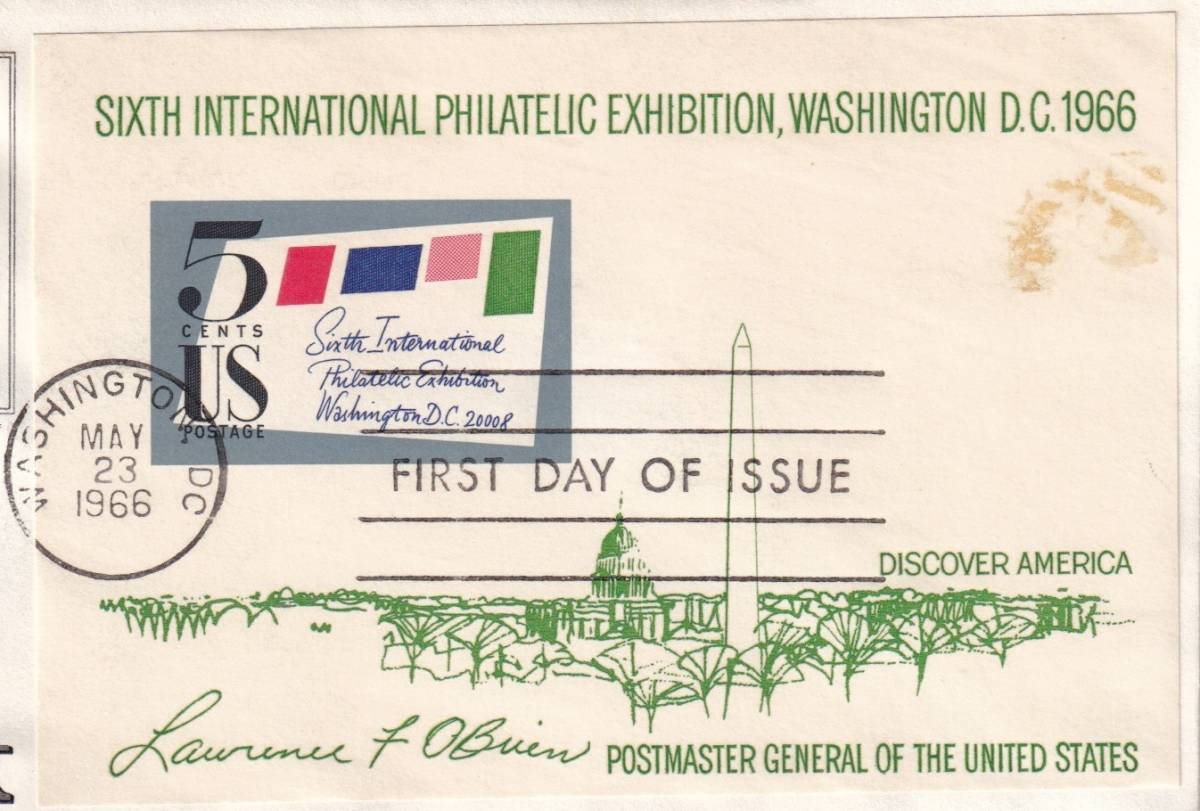 SIXTH INTERNATIONAL PHILATELIC EXHIBITION, WASHINGTON D.C. 1966
5
CENTS
US
POSTAGE
Sixth International
Philatelic Exhibition
Washington D.C. 20008
WASHINGTON, DC
MAY
23
1966
FIRST DAY OF ISSUE
DISCOVER AMERICA
Lawrence F O'Brien
POSTMASTER GENERAL OF THE UNITED STATES